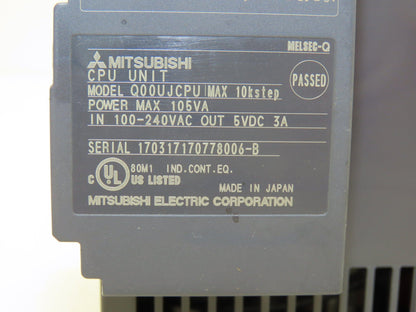 MELSEC-Q
MITSUBISHI
CPU UNIT
PASSED
MODEL Q00UJCPU MAX 10kstep
POWER MAX 105VA
IN 100-240VAC OUT 5VDC 3A
SERIAL 170317170778006-B
80M1 IND.CONT.EQ.
C UL US LISTED
MADE IN JAPAN
MITSUBISHI ELECTRIC CORPORATION